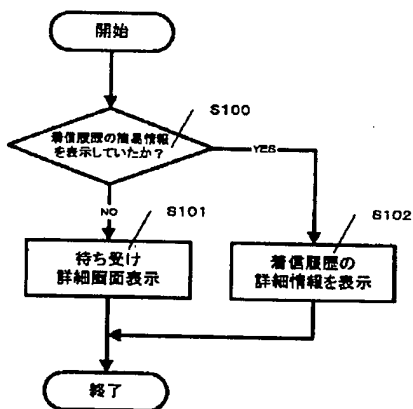 開始
S100
着信履歴の簡易情報
を表示していたか？
YES
NO
S101
S102
待ち受け
詳細画面表示
着信履歴の
詳細情報を表示
終了